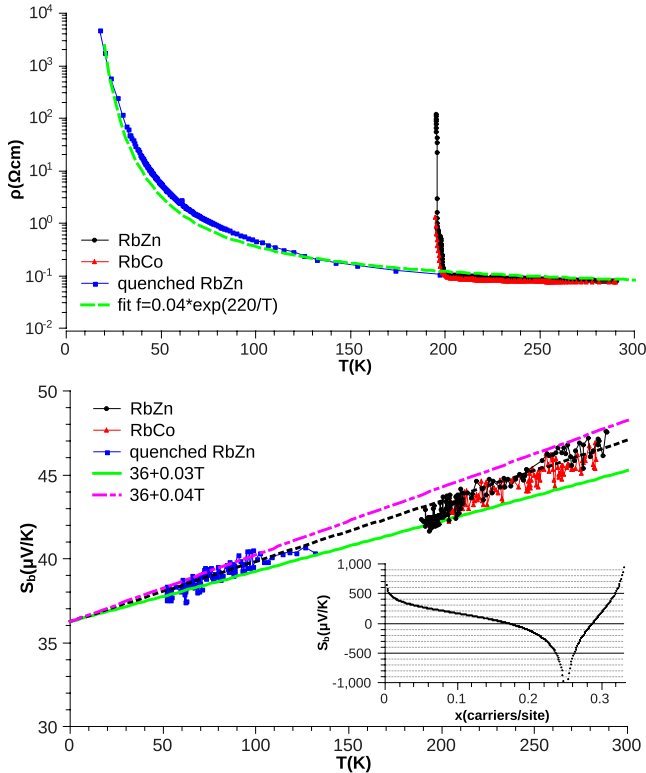 10^4
10^3
10^2
10^1
10^0
10^-1
10^-2
ρ(Ωcm)
RbZn
RbCo
quenched RbZn
fit f=0.04*exp(220/T)
0 50 100 150 200 250 300
T(K)
50
45
40
35
30
S_b(μV/K)
RbZn
RbCo
quenched RbZn
36+0.03T
36+0.04T
1,000
500
0
-500
-1,000
S_b(μV/K)
0 0.1 0.2 0.3
x(carriers/site)
0 50 100 150 200 250 300
T(K)